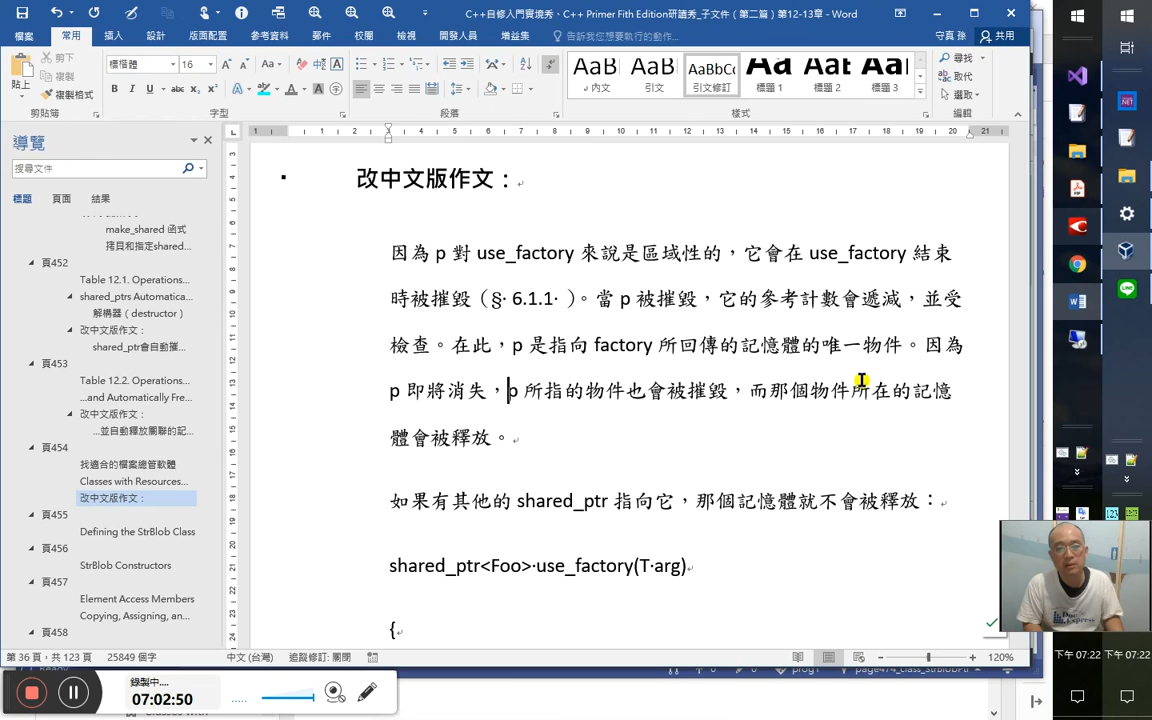 C++自修入門實境秀、C++ Primer Fith Edition研讀秀_子文件（第二篇）第12-13章 - Word
檔案 常用 插入 設計 版面配置 參考資料 郵件 校閱 檢視 開發人員 增益集 告訴我您想要執行的動作... 守真 孫 共用
貼上 剪下 複製 複製格式 剪貼簿
標楷體 16 字型
段落
AaB 內文 AaB 引文 AaBbCc 引文修訂 AaB 標題 1 AaBt 標題 2 AaBl 標題 3 樣式
尋找 取代 選取 編輯
導覽
搜尋文件
標題 頁面 結果
make_shared 函式
拷貝和指定shared...
頁452
Table 12.1. Operations...
shared_ptrs Automatica...
解構器（destructor）
改中文版作文：
shared_ptr會自動摧...
頁453
Table 12.2. Operations...
...and Automatically Fre...
改中文版作文：
...並自動釋放關聯的記...
頁454
找適合的檔案總管軟體
Classes with Resources...
改中文版作文：
頁455
Defining the StrBlob Class
頁456
StrBlob Constructors
頁457
Element Access Members
Copying, Assigning, an...
頁458
改中文版作文：
因為 p 對 use_factory 來說是區域性的，它會在 use_factory 結束
時被摧毀（§· 6.1.1· ）。當 p 被摧毀，它的參考計數會遞減，並受
檢查。在此，p 是指向 factory 所回傳的記憶體的唯一物件。因為
p 即將消失，p 所指的物件也會被摧毀，而那個物件所在的記憶
體會被釋放。
如果有其他的 shared_ptr 指向它，那個記憶體就不會被釋放：
shared_ptr<Foo>·use_factory(T·arg)
{
第 36 頁，共 123 頁 25849 個字 中文 (台灣) 追蹤修訂: 關閉 120%
錄製中....
07:02:50
下午 07:22 下午 07:22